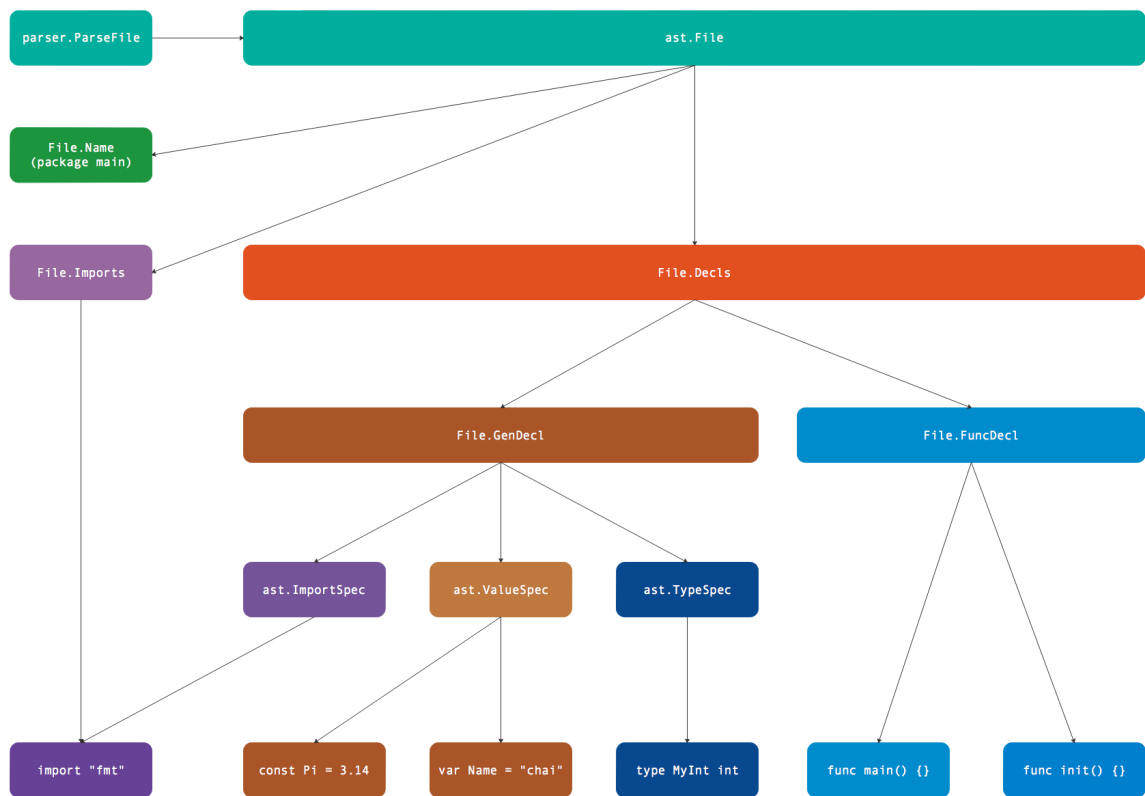 parser.ParseFile
ast.File
File.Name
(package main)
File.Imports
File.Decls
File.GenDecl
File.FuncDecl
ast.ImportSpec
ast.ValueSpec
ast.TypeSpec
import "fmt"
const Pi = 3.14
var Name = "chai"
type MyInt int
func main() {}
func init() {}